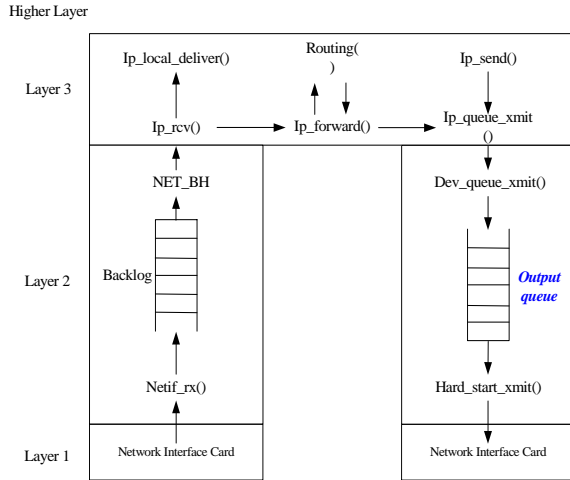 Higher Layer
Layer 3
Ip_local_deliver()
Routing(
)
Ip_send()
Ip_rcv()
Ip_forward()
Ip_queue_xmit
()
NET_BH
Dev_queue_xmit()
Layer 2
Backlog
Output
queue
Netif_rx()
Hard_start_xmit()
Layer 1
Network Interface Card
Network Interface Card